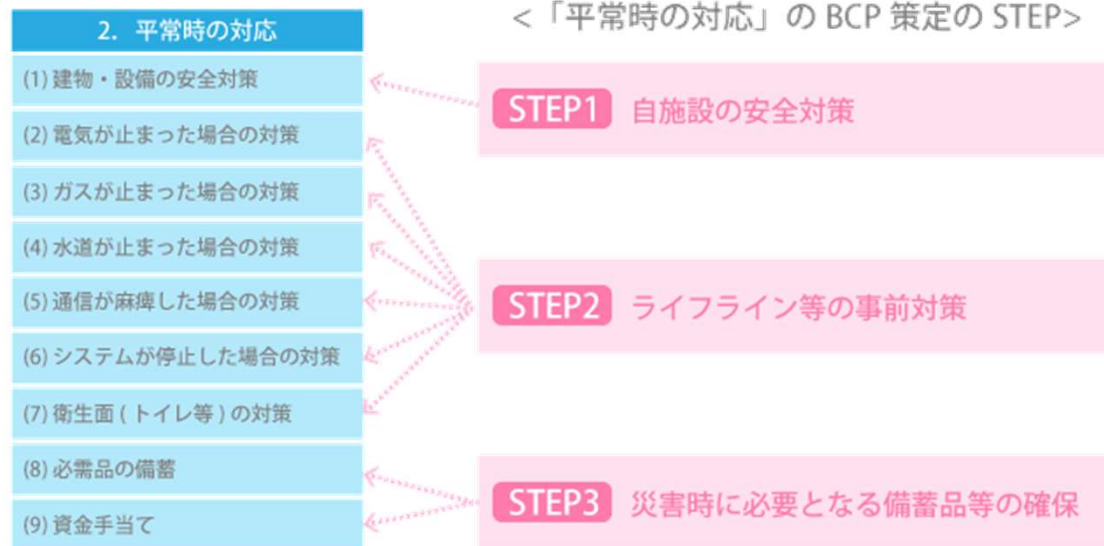 2. 平常時の対応
(1) 建物・設備の安全対策
(2) 電気が止まった場合の対策
(3) ガスが止まった場合の対策
(4) 水道が止まった場合の対策
(5) 通信が麻痺した場合の対策
(6) システムが停止した場合の対策
(7) 衛生面 ( トイレ等 ) の対策
(8) 必需品の備蓄
(9) 資金手当て
<「平常時の対応」の BCP 策定の STEP>
STEP1 自施設の安全対策
STEP2 ライフライン等の事前対策
STEP3 災害時に必要となる備蓄品等の確保